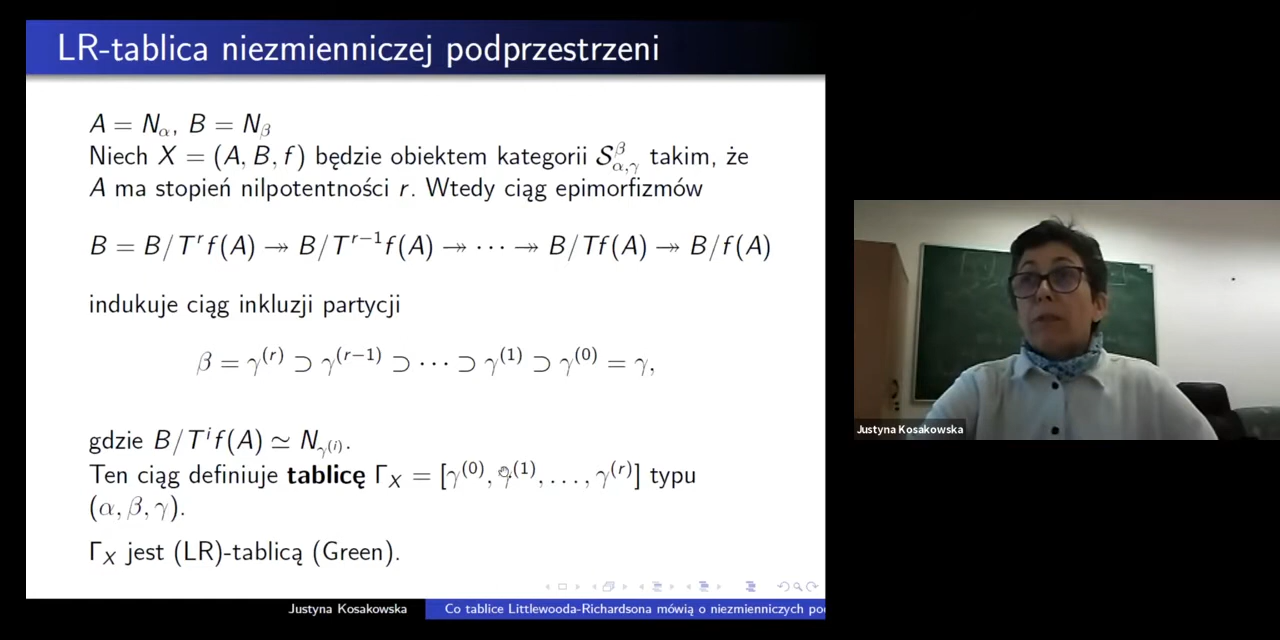 LR-tablica niezmienniczej podprzestrzeni
A = N_α, B = N_β
Niech X = (A, B, f) będzie obiektem kategorii S^β_{α,γ} takim, że
A ma stopień nilpotentności r. Wtedy ciąg epimorfizmów
B = B/T^r f(A) ↠ B/T^{r−1} f(A) ↠ ⋯ ↠ B/Tf(A) ↠ B/f(A)
indukuje ciąg inkluzji partycji
β = γ^{(r)} ⊃ γ^{(r−1)} ⊃ ⋯ ⊃ γ^{(1)} ⊃ γ^{(0)} = γ,
gdzie B/T^i f(A) ≃ N_{γ^{(i)}}.
Ten ciąg definiuje tablicę Γ_X = [γ^{(0)}, γ^{(1)}, …, γ^{(r)}] typu
(α, β, γ).
Γ_X jest (LR)-tablicą (Green).
Justyna Kosakowska
Co tablice Littlewooda-Richardsona mówią o niezmienniczych
Justyna Kosakowska